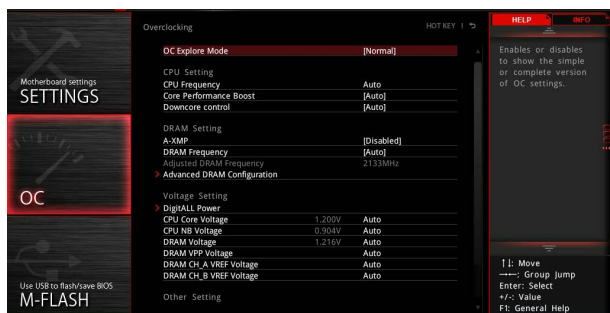 Overclocking
HOT KEY |
HELP
INFO
Motherboard settings
SETTINGS
OC
Use USB to flash/save BIOS
M-FLASH
OC Explore Mode [Normal]
CPU Setting
CPU Frequency Auto
Core Performance Boost [Auto]
Downcore control [Auto]
DRAM Setting
A-XMP [Disabled]
DRAM Frequency [Auto]
Adjusted DRAM Frequency 2133MHz
> Advanced DRAM Configuration
Voltage Setting
> DigitALL Power
CPU Core Voltage 1.200V Auto
CPU NB Voltage 0.904V Auto
DRAM Voltage 1.216V Auto
DRAM VPP Voltage Auto
DRAM CH_A VREF Voltage Auto
DRAM CH_B VREF Voltage Auto
Other Setting
Enables or disables
to show the simple
or complete version
of OC settings.
↑↓: Move
→←: Group Jump
Enter: Select
+/-: Value
F1: General Help